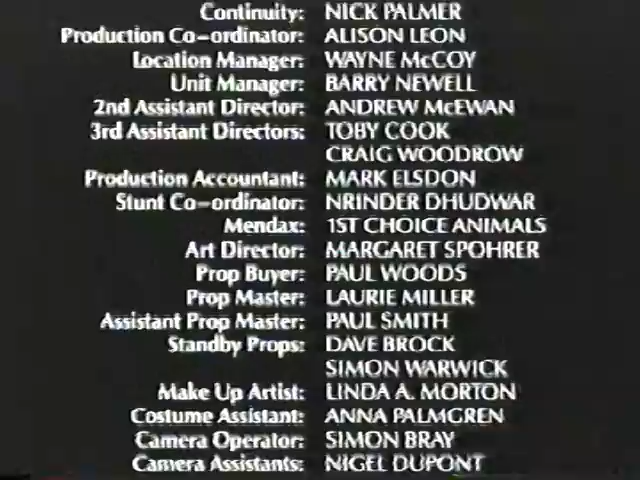 Continuity: NICK PALMER
Production Co-ordinator: ALISON LEON
Location Manager: WAYNE McCOY
Unit Manager: BARRY NEWELL
2nd Assistant Director: ANDREW McEWAN
3rd Assistant Directors: TOBY COOK
CRAIG WOODROW
Production Accountant: MARK ELSDON
Stunt Co-ordinator: NRINDER DHUDWAR
Mendax: 1ST CHOICE ANIMALS
Art Director: MARGARET SPOHRER
Prop Buyer: PAUL WOODS
Prop Master: LAURIE MILLER
Assistant Prop Master: PAUL SMITH
Standby Props: DAVE BROCK
SIMON WARWICK
Make Up Artist: LINDA A. MORTON
Costume Assistant: ANNA PALMGREN
Camera Operator: SIMON BRAY
Camera Assistants: NIGEL DUPONT